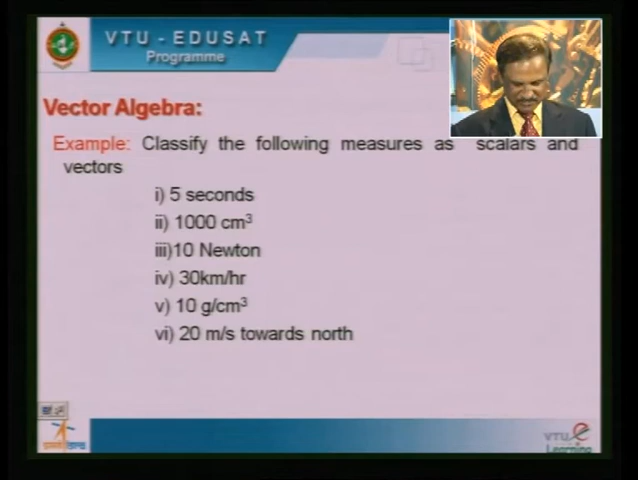 VTU - EDUSAT
Programme
Vector Algebra:
Example: Classify the following measures as scalars and
vectors
i) 5 seconds
ii) 1000 cm³
iii)10 Newton
iv) 30km/hr
v) 10 g/cm³
vi) 20 m/s towards north
VTU e
Learning